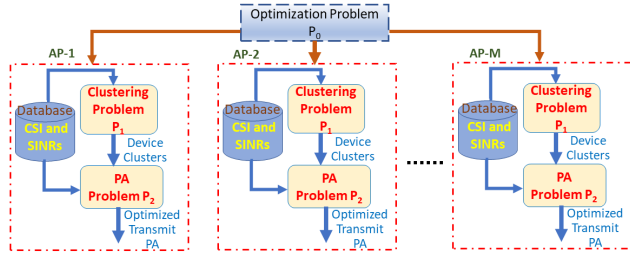 Optimization Problem
P0
AP-1
Database
CSI and
SINRs
Clustering
Problem
P1
Device
Clusters
PA
Problem P2
Optimized
Transmit
PA
AP-2
Database
CSI and
SINRs
Clustering
Problem
P1
Device
Clusters
PA
Problem P2
Optimized
Transmit
PA
......
AP-M
Database
CSI and
SINRs
Clustering
Problem
P1
Device
Clusters
PA
Problem P2
Optimized
Transmit
PA